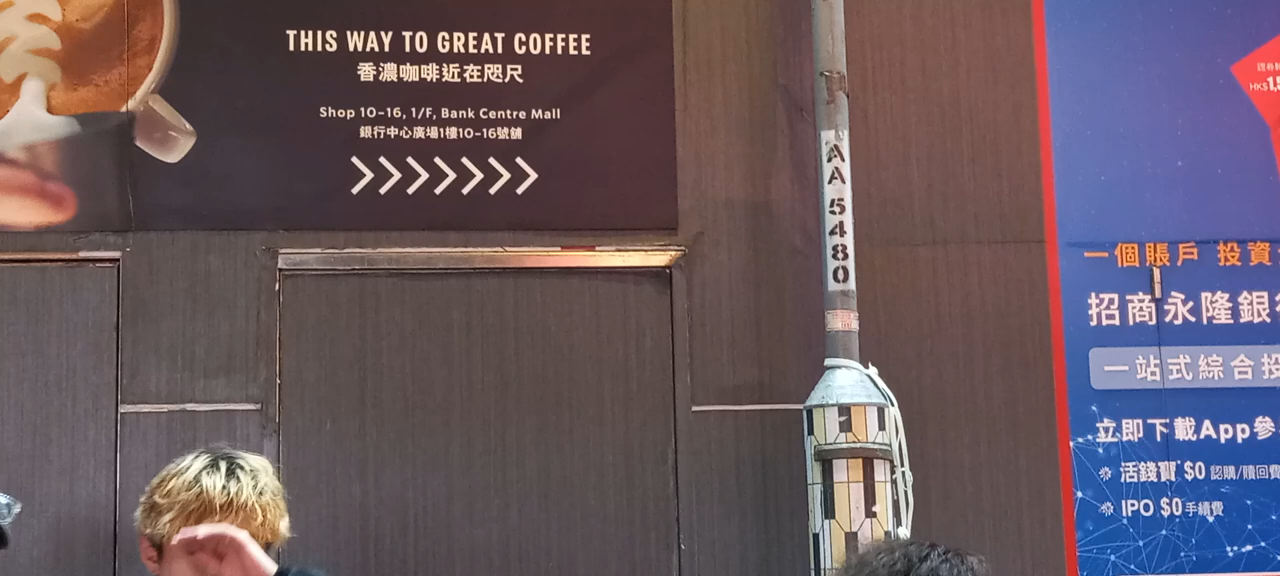 THIS WAY TO GREAT COFFEE
香濃咖啡近在咫尺
Shop 10-16, 1/F, Bank Centre Mall
銀行中心廣場1樓10-16號舖
AA 5480
HK$1,
一個賬戶 投資
招商永隆銀
一站式綜合投
立即下載App參
活錢寶 $0 認購/贖回費
IPO $0手續費